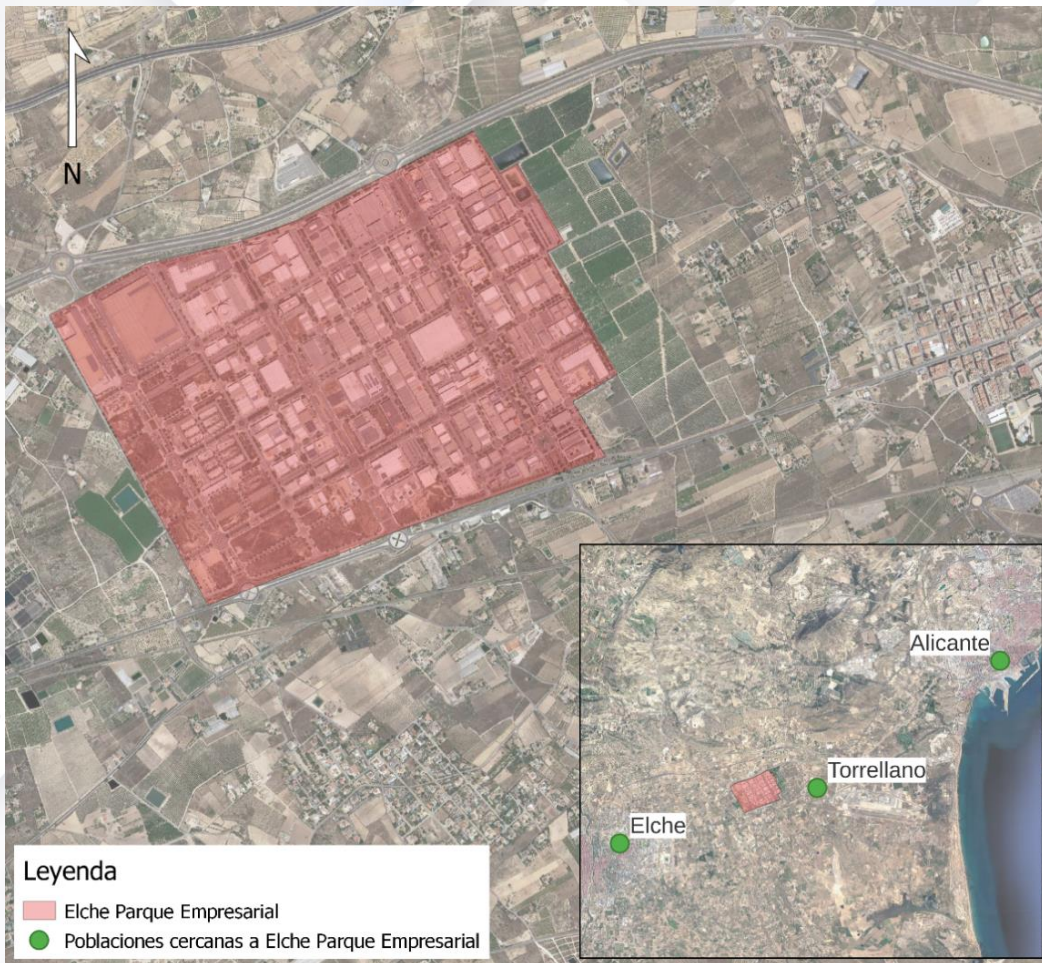 N
Alicante
Torrellano
Elche
Leyenda
Elche Parque Empresarial
Poblaciones cercanas a Elche Parque Empresarial